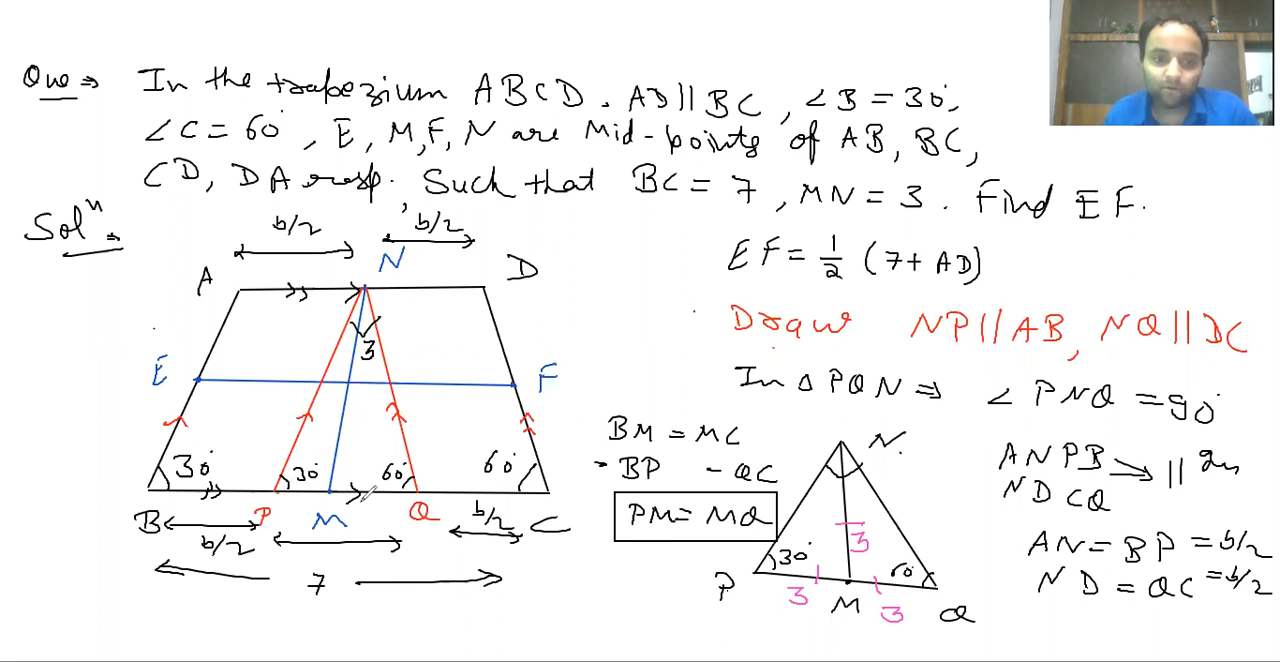 Que ⇒ In the trapezium ABCD. AD || BC, ∠B = 30°,
∠C = 60°, E, M, F, N are Mid-points of AB, BC,
CD, DA resp. Such that BC = 7, MN = 3. Find EF.
Solⁿ =
b/2 b/2
A N D
3
E F
30° 30° 60° 60°
B P M Q C
b/2 b/2
7
EF = 1/2 (7 + AD)
Draw NP || AB, NQ || DC
In △ PQN ⇒ ∠ PNQ = 90°
BM = MC
- BP - QC
PM = MQ
N
3
30° 60°
P M Q
3 3
ANPB
NDCQ → ||gm
AN = BP = b/2
ND = QC = b/2